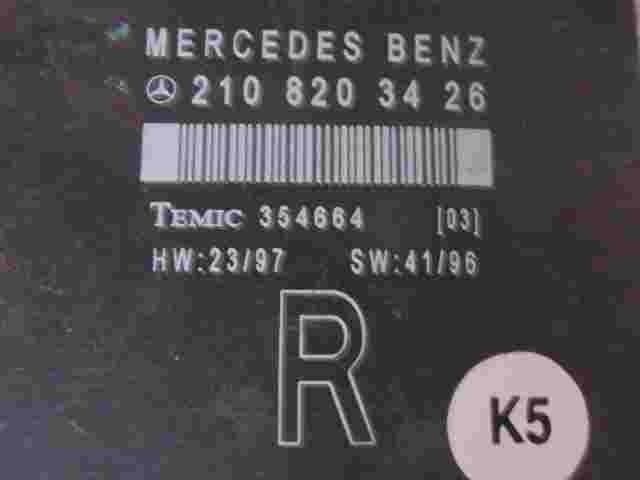 MERCEDES BENZ
210 820 34 26
TEMIC 354664 [03]
HW:23/97 SW:41/96
R
K5